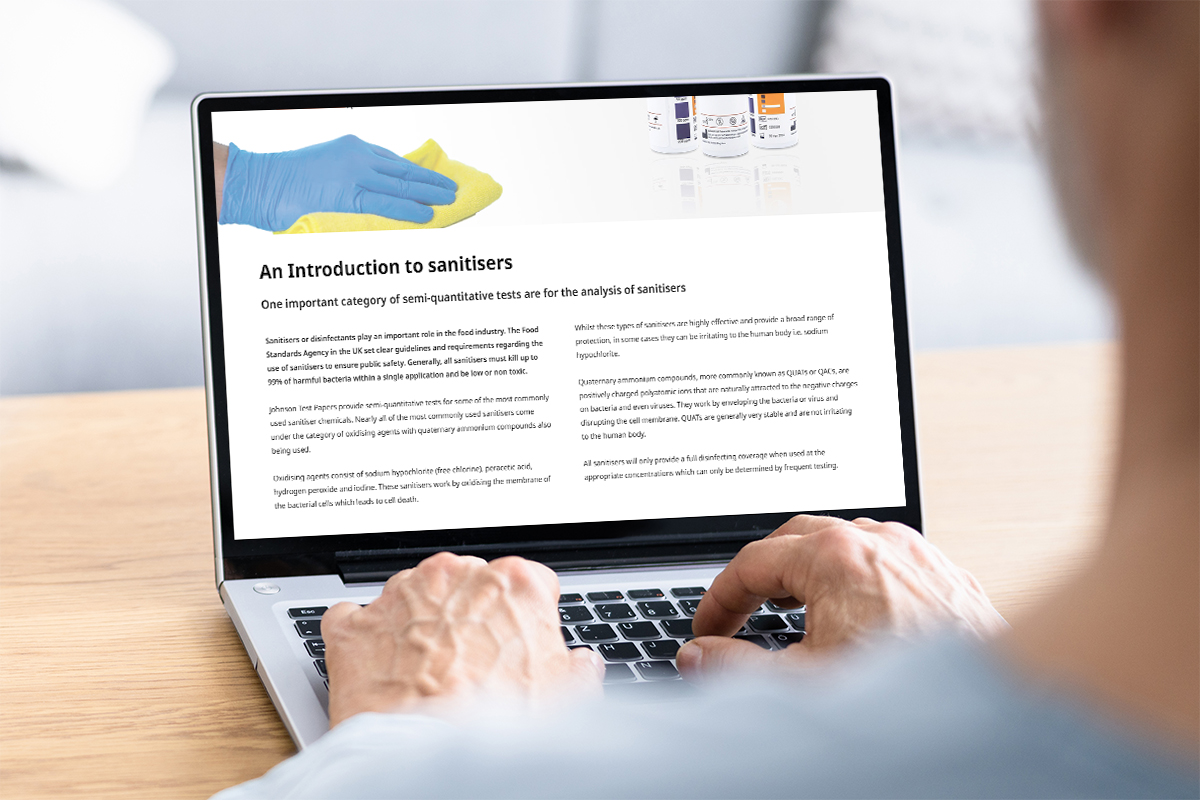 An Introduction to sanitisers
One important category of semi-quantitative tests are for the analysis of sanitisers
Sanitisers or disinfectants play an important role in the food industry. The Food
Standards Agency in the UK set clear guidelines and requirements regarding the
use of sanitisers to ensure public safety. Generally, all sanitisers must kill up to
99% of harmful bacteria within a single application and be low or non toxic.
Johnson Test Papers provide semi-quantitative tests for some of the most commonly
used sanitiser chemicals. Nearly all of the most commonly used sanitisers come
under the category of oxidising agents with quaternary ammonium compounds also
being used.
Oxidising agents consist of sodium hypochlorite (free chlorine), peracetic acid,
hydrogen peroxide and iodine. These sanitisers work by oxidising the membrane of
the bacterial cells which leads to cell death.
Whilst these types of sanitisers are highly effective and provide a broad range of
protection, in some cases they can be irritating to the human body i.e. sodium
hypochlorite.
Quaternary ammonium compounds, more commonly known as QUATs or QACs, are
positively charged polyatomic ions that are naturally attracted to the negative charges
on bacteria and even viruses. They work by enveloping the bacteria or virus and
disrupting the cell membrane. QUATs are generally very stable and are not irritating
to the human body.
All sanitisers will only provide a full disinfecting coverage when used at the
appropriate concentrations which can only be determined by frequent testing.
Esc
6 7 8
Z U
H J
N